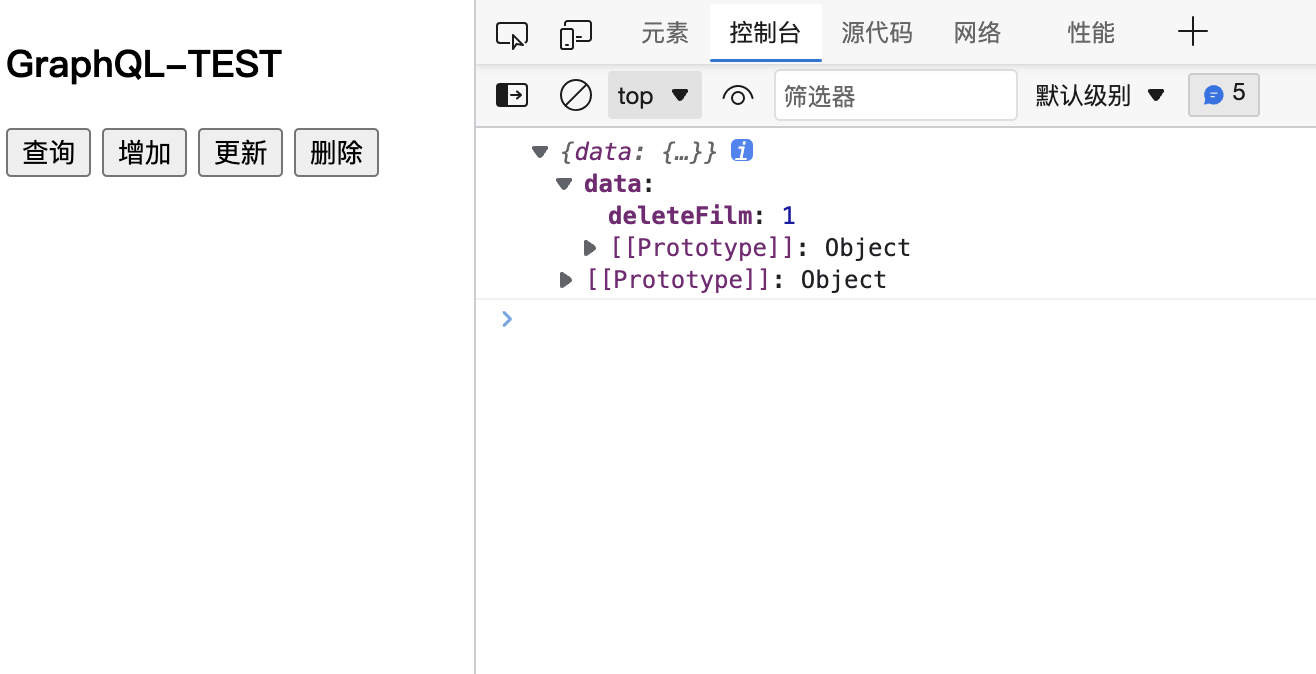 GraphQL-TEST
查询 增加 更新 删除
元素 控制台 源代码 网络 性能
top 筛选器 默认级别 5
{data: {…}} i
data:
deleteFilm: 1
[[Prototype]]: Object
[[Prototype]]: Object